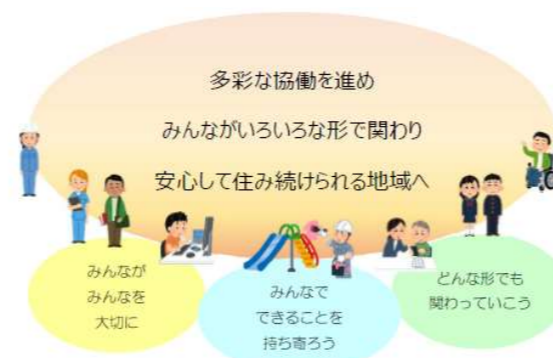 多彩な協働を進め
みんながいろいろな形で関わり
安心して住み続けられる地域へ
みんなが
みんなを
大切に
みんなで
できることを
持ち寄ろう
どんな形でも
関わっていこう